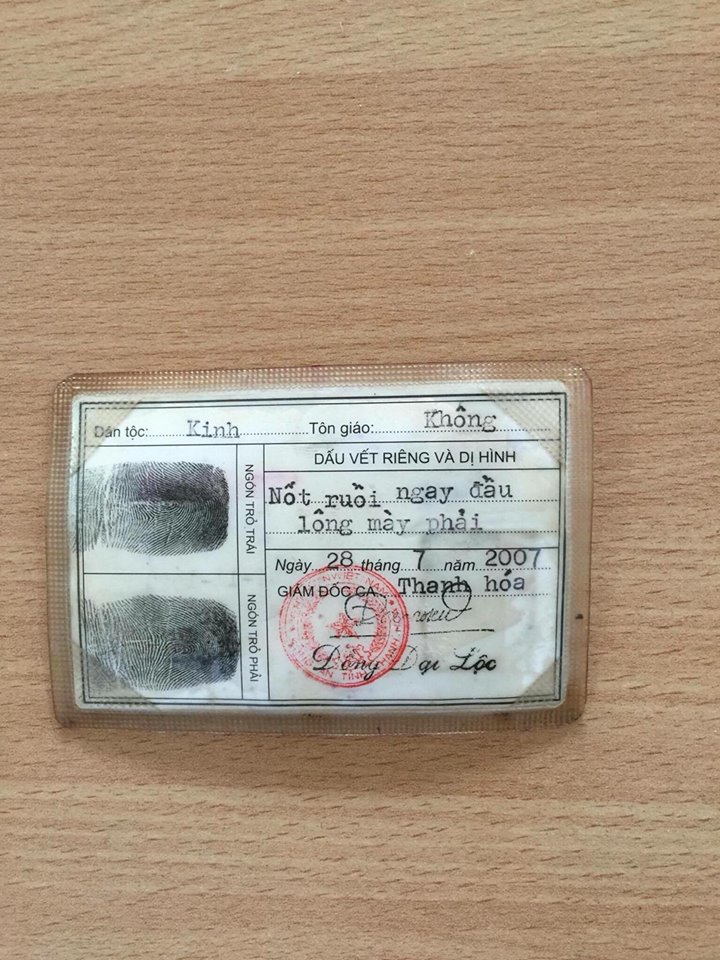 Dân tộc: Kinh Tôn giáo: Không
NGÓN TRỎ TRÁI
DẤU VẾT RIÊNG VÀ DỊ HÌNH
Nốt ruồi ngay đầu
lông mày phải
NGÓN TRỎ PHẢI
Ngày 28 tháng 7 năm 2007
GIÁM ĐỐC CA Thanh hóa
Đồng Đại Lộc